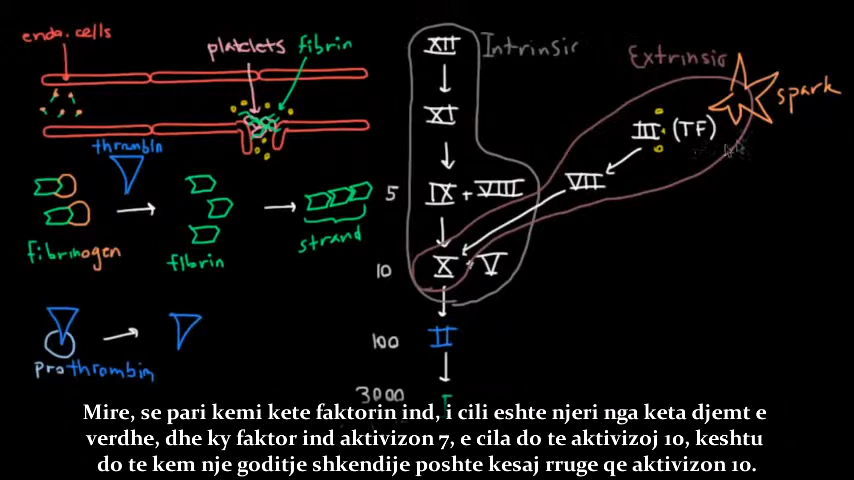 endo. cells
platelets
fibrin
thrombin
fibrinogen
fibrin
strand
prothrombin
XII
Intrinsic
XI
5
IX + VIII
10
X
V
100
II
3000
I
Extrinsic
spark
III (TF)
VII
Mire, se pari kemi kete faktorin ind, i cili eshte njeri nga keta djemt e
verdhe, dhe ky faktor ind aktivizon 7, e cila do te aktivizoj 10, keshtu
do te kem nje goditje shkendije poshte kesaj rruge qe aktivizon 10.